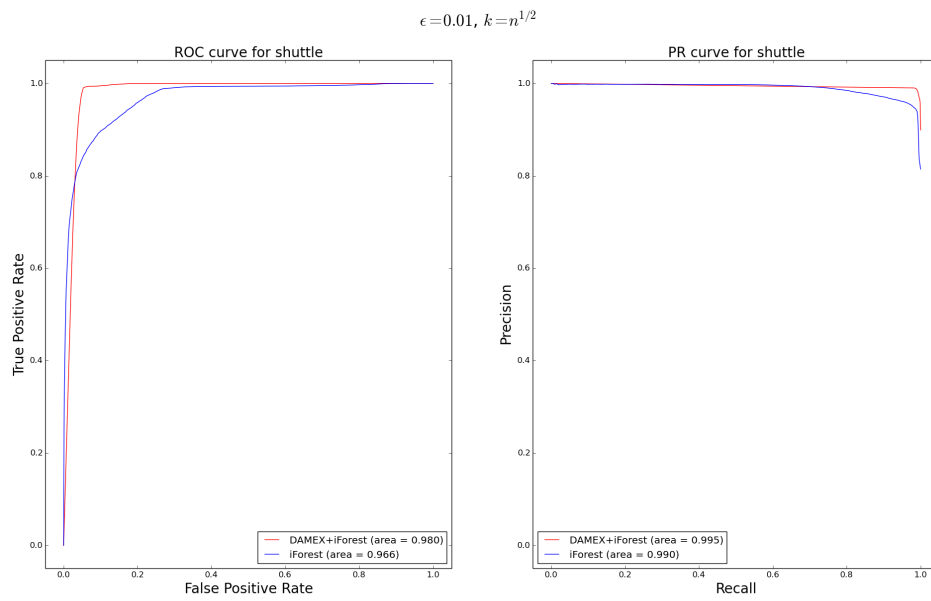 ϵ=0.01, k=n^{1/2}
ROC curve for shuttle
1.0
0.8
0.6
0.4
0.2
0.0
True Positive Rate
DAMEX+iForest (area = 0.980)
iForest (area = 0.966)
0.0 0.2 0.4 0.6 0.8 1.0
False Positive Rate
PR curve for shuttle
1.0
0.8
0.6
0.4
0.2
0.0
Precision
DAMEX+iForest (area = 0.995)
iForest (area = 0.990)
0.0 0.2 0.4 0.6 0.8 1.0
Recall